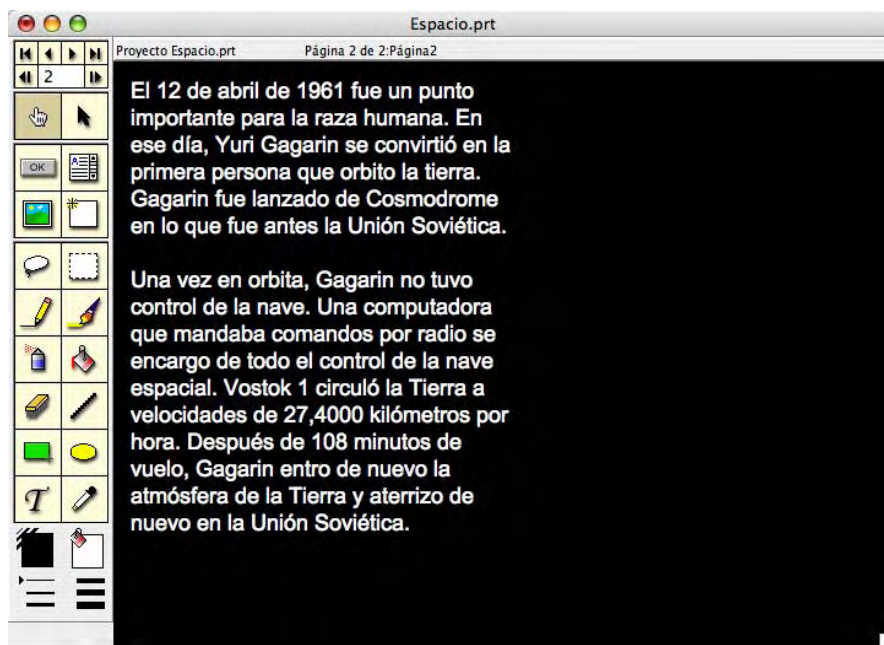 Espacio.prt
Proyecto Espacio.prt Página 2 de 2:Página2
2
OK
A
T
El 12 de abril de 1961 fue un punto
importante para la raza humana. En
ese día, Yuri Gagarin se convirtió en la
primera persona que orbito la tierra.
Gagarin fue lanzado de Cosmodrome
en lo que fue antes la Unión Soviética.
Una vez en orbita, Gagarin no tuvo
control de la nave. Una computadora
que mandaba comandos por radio se
encargo de todo el control de la nave
espacial. Vostok 1 circuló la Tierra a
velocidades de 27,4000 kilómetros por
hora. Después de 108 minutos de
vuelo, Gagarin entro de nuevo la
atmósfera de la Tierra y aterrizo de
nuevo en la Unión Soviética.